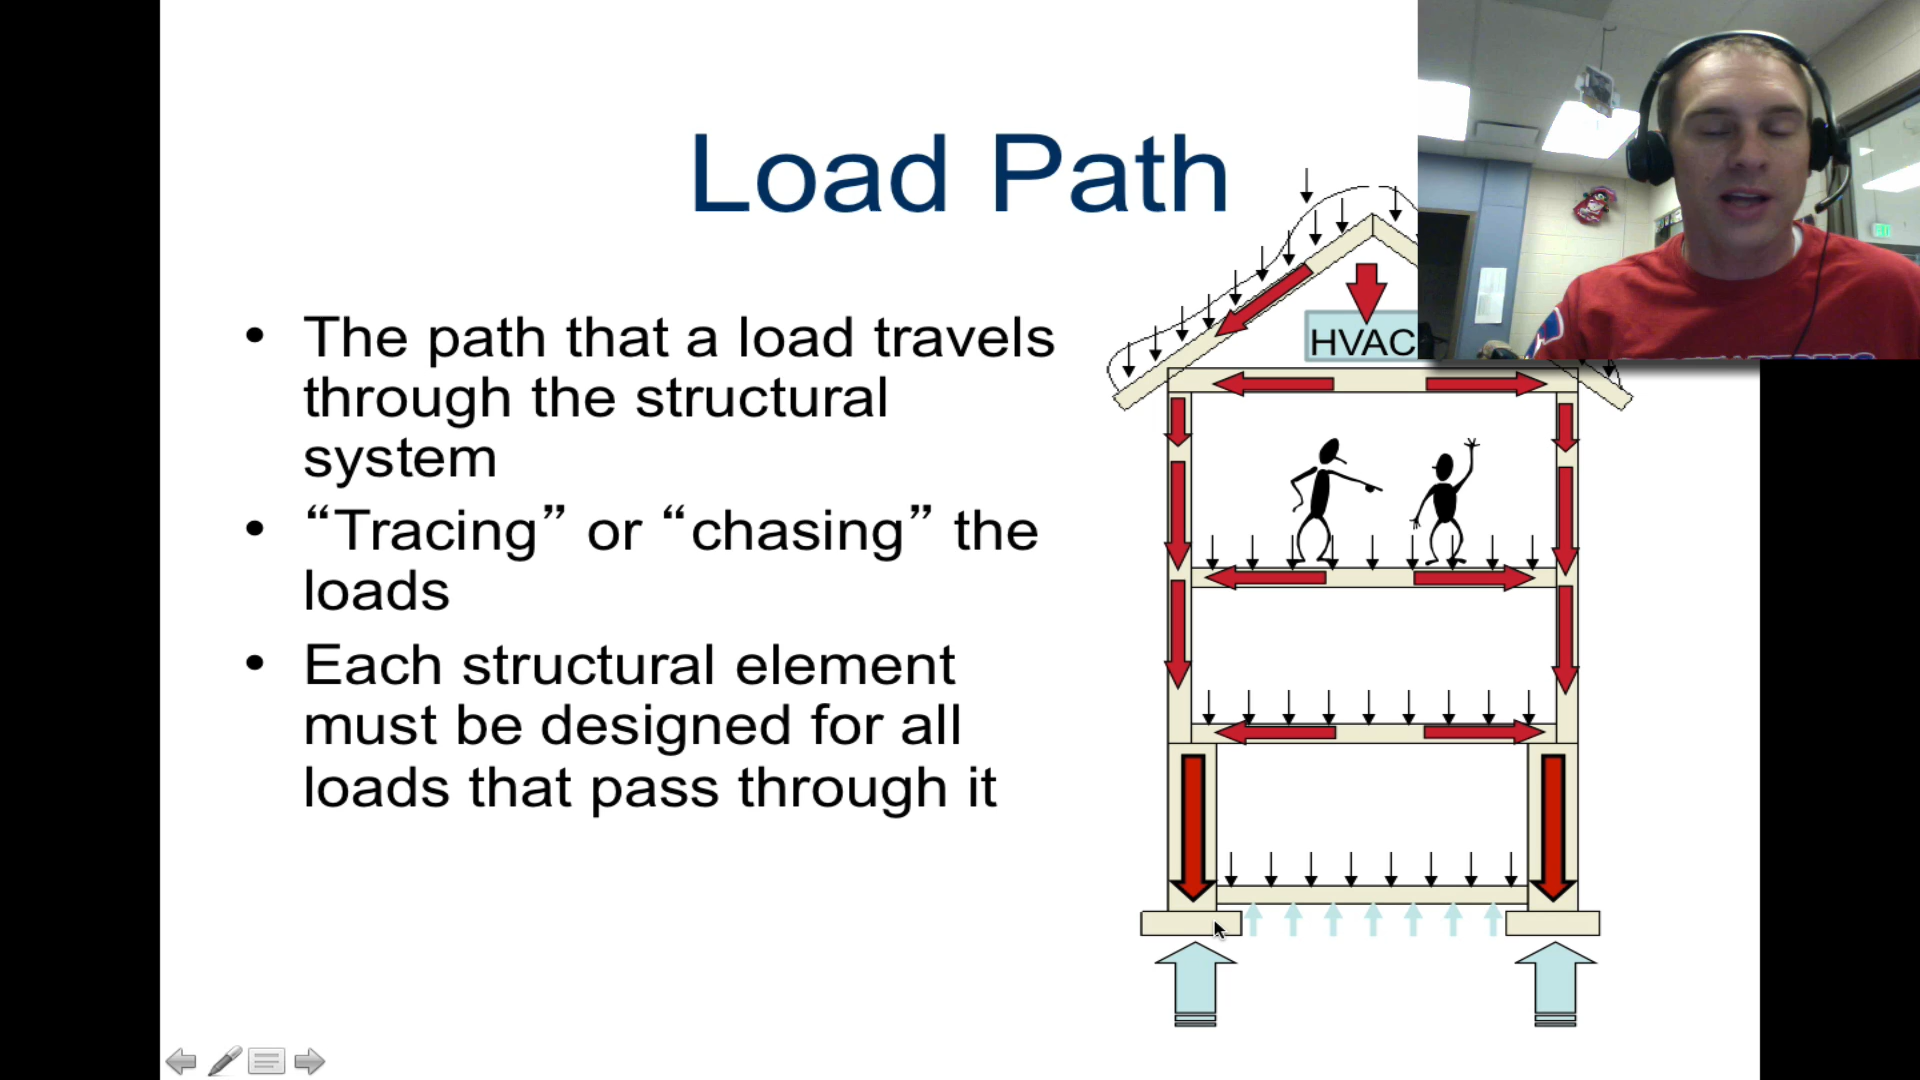 Load Path
• The path that a load travels
through the structural
system
• “Tracing” or “chasing” the
loads
• Each structural element
must be designed for all
loads that pass through it
HVAC